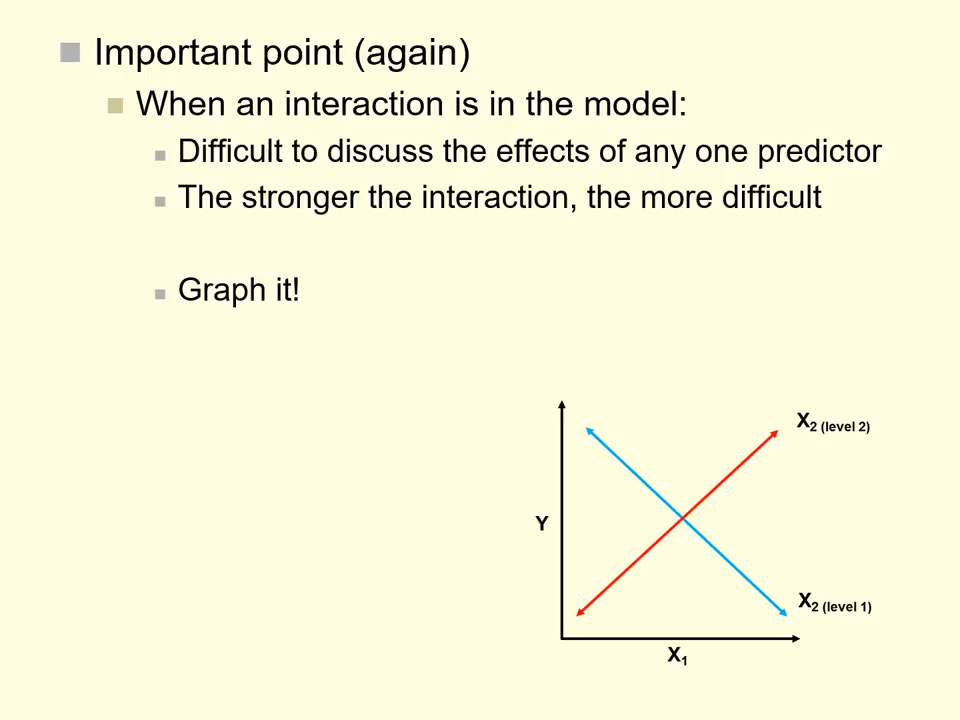 Important point (again)
When an interaction is in the model:
Difficult to discuss the effects of any one predictor
The stronger the interaction, the more difficult
Graph it!
X2 (level 2)
Y
X2 (level 1)
X1